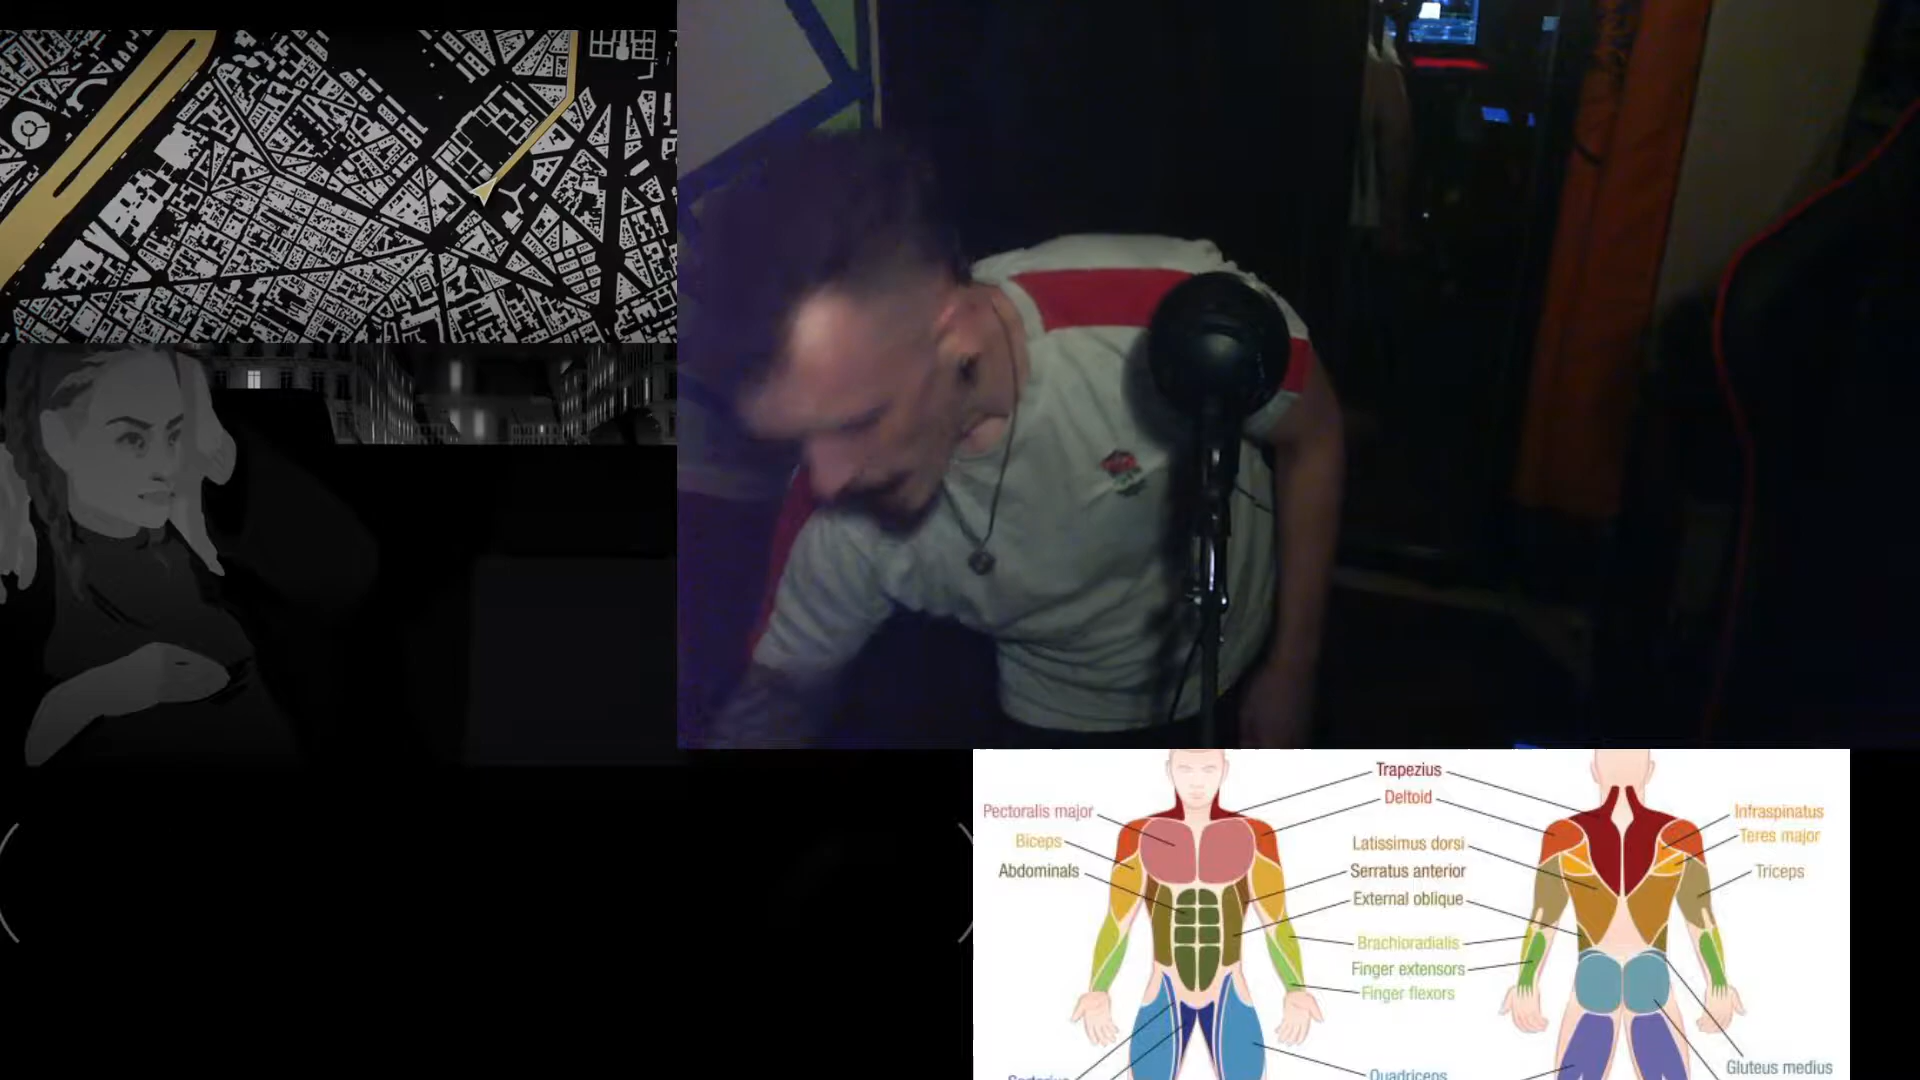 Trapezius
Deltoid
Pectoralis major
Infraspinatus
Biceps
Teres major
Latissimus dorsi
Abdominals
Serratus anterior
Triceps
External oblique
Brachioradialis
Finger extensors
Finger flexors
Gluteus medius
Quadriceps
Sartorius